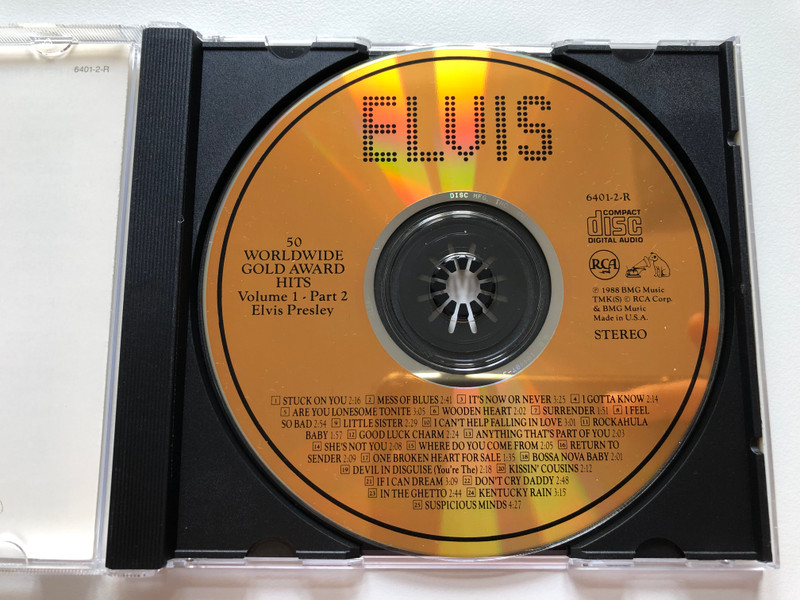 6401-2-R
ELVIS
DISC MFG
6401-2-R
COMPACT
disc
DIGITAL AUDIO
50
WORLDWIDE
GOLD AWARD
HITS
Volume 1 - Part 2
Elvis Presley
RCA
℗ 1988 BMG Music
TMK(S) © RCA Corp.
& BMG Music
Made in U.S.A.
STEREO
1 STUCK ON YOU 2:16 2 MESS OF BLUES 2:41 3 IT'S NOW OR NEVER 3:25 4 I GOTTA KNOW 2:14
5 ARE YOU LONESOME TONITE 3:05 6 WOODEN HEART 2:02 7 SURRENDER 1:51 8 I FEEL
SO BAD 2:54 9 LITTLE SISTER 2:29 10 I CAN'T HELP FALLING IN LOVE 3:01 11 ROCKAHULA
BABY 1:57 12 GOOD LUCK CHARM 2:24 13 ANYTHING THAT'S PART OF YOU 2:03
14 SHE'S NOT YOU 2:08 15 WHERE DO YOU COME FROM 2:05 16 RETURN TO
SENDER 2:09 17 ONE BROKEN HEART FOR SALE 1:35 18 BOSSA NOVA BABY 2:01
19 DEVIL IN DISGUISE (You're The) 2:18 20 KISSIN' COUSINS 2:12
21 IF I CAN DREAM 3:09 22 DON'T CRY DADDY 2:48
23 IN THE GHETTO 2:44 24 KENTUCKY RAIN 3:15
25 SUSPICIOUS MINDS 4:27